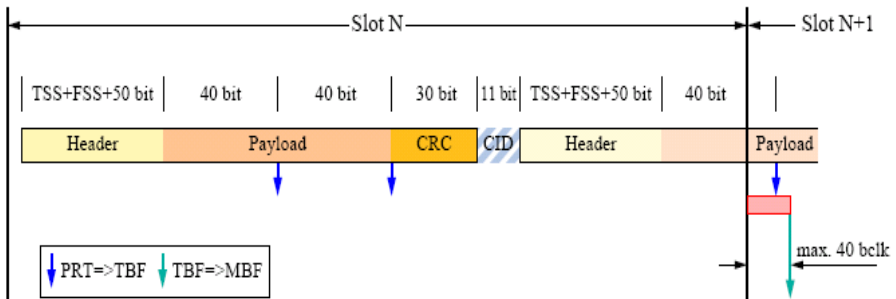 Slot N
Slot N+1
TSS+FSS+50 bit
40 bit
40 bit
30 bit
11 bit
TSS+FSS+50 bit
40 bit
Header
Payload
CRC
CID
Header
Payload
PRT=>TBF
TBF=>MBF
max. 40 bclk